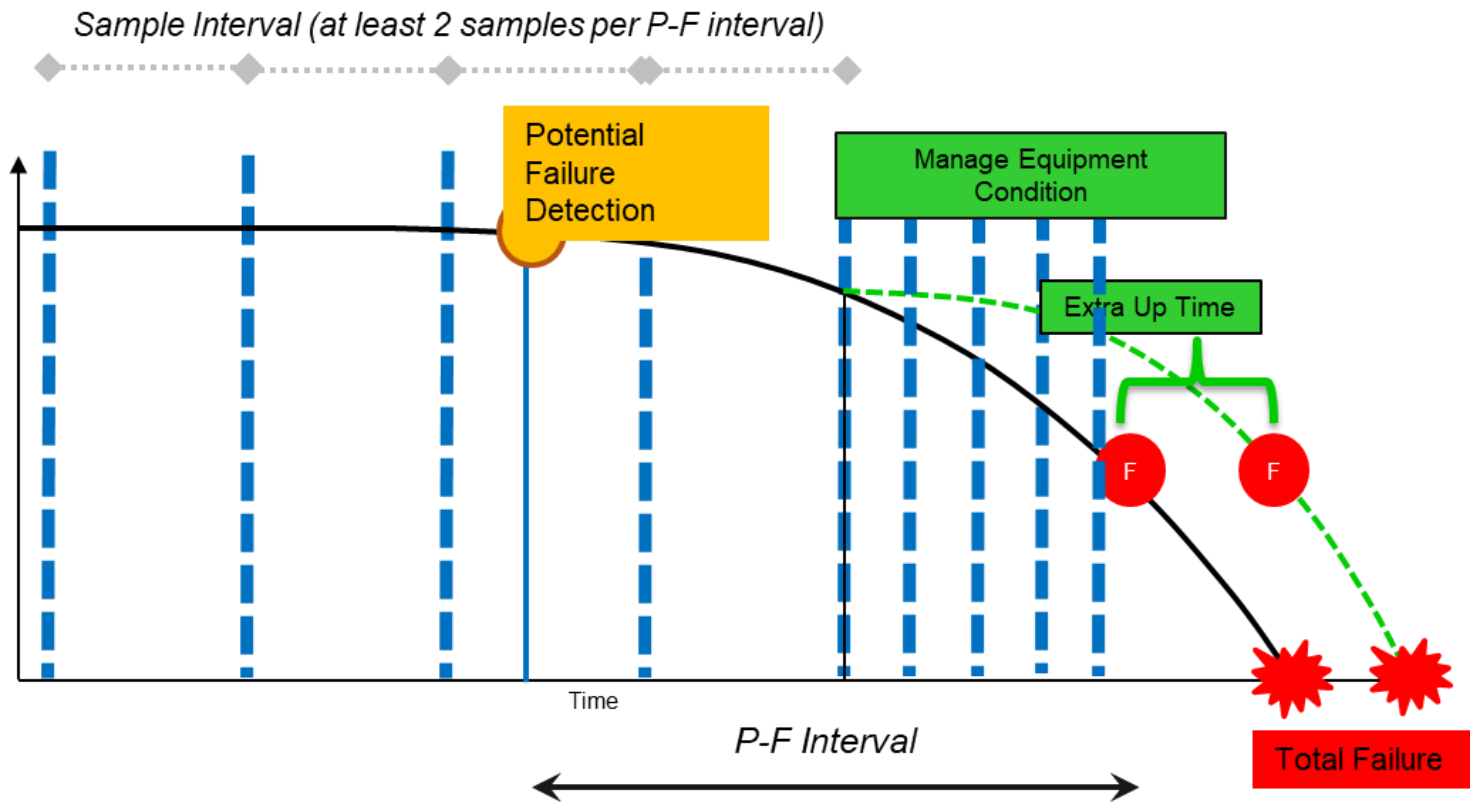 Sample Interval (at least 2 samples per P-F interval)
Potential
Failure
Detection
Manage Equipment
Condition
Extra Up Time
F
F
Time
P-F Interval
Total Failure